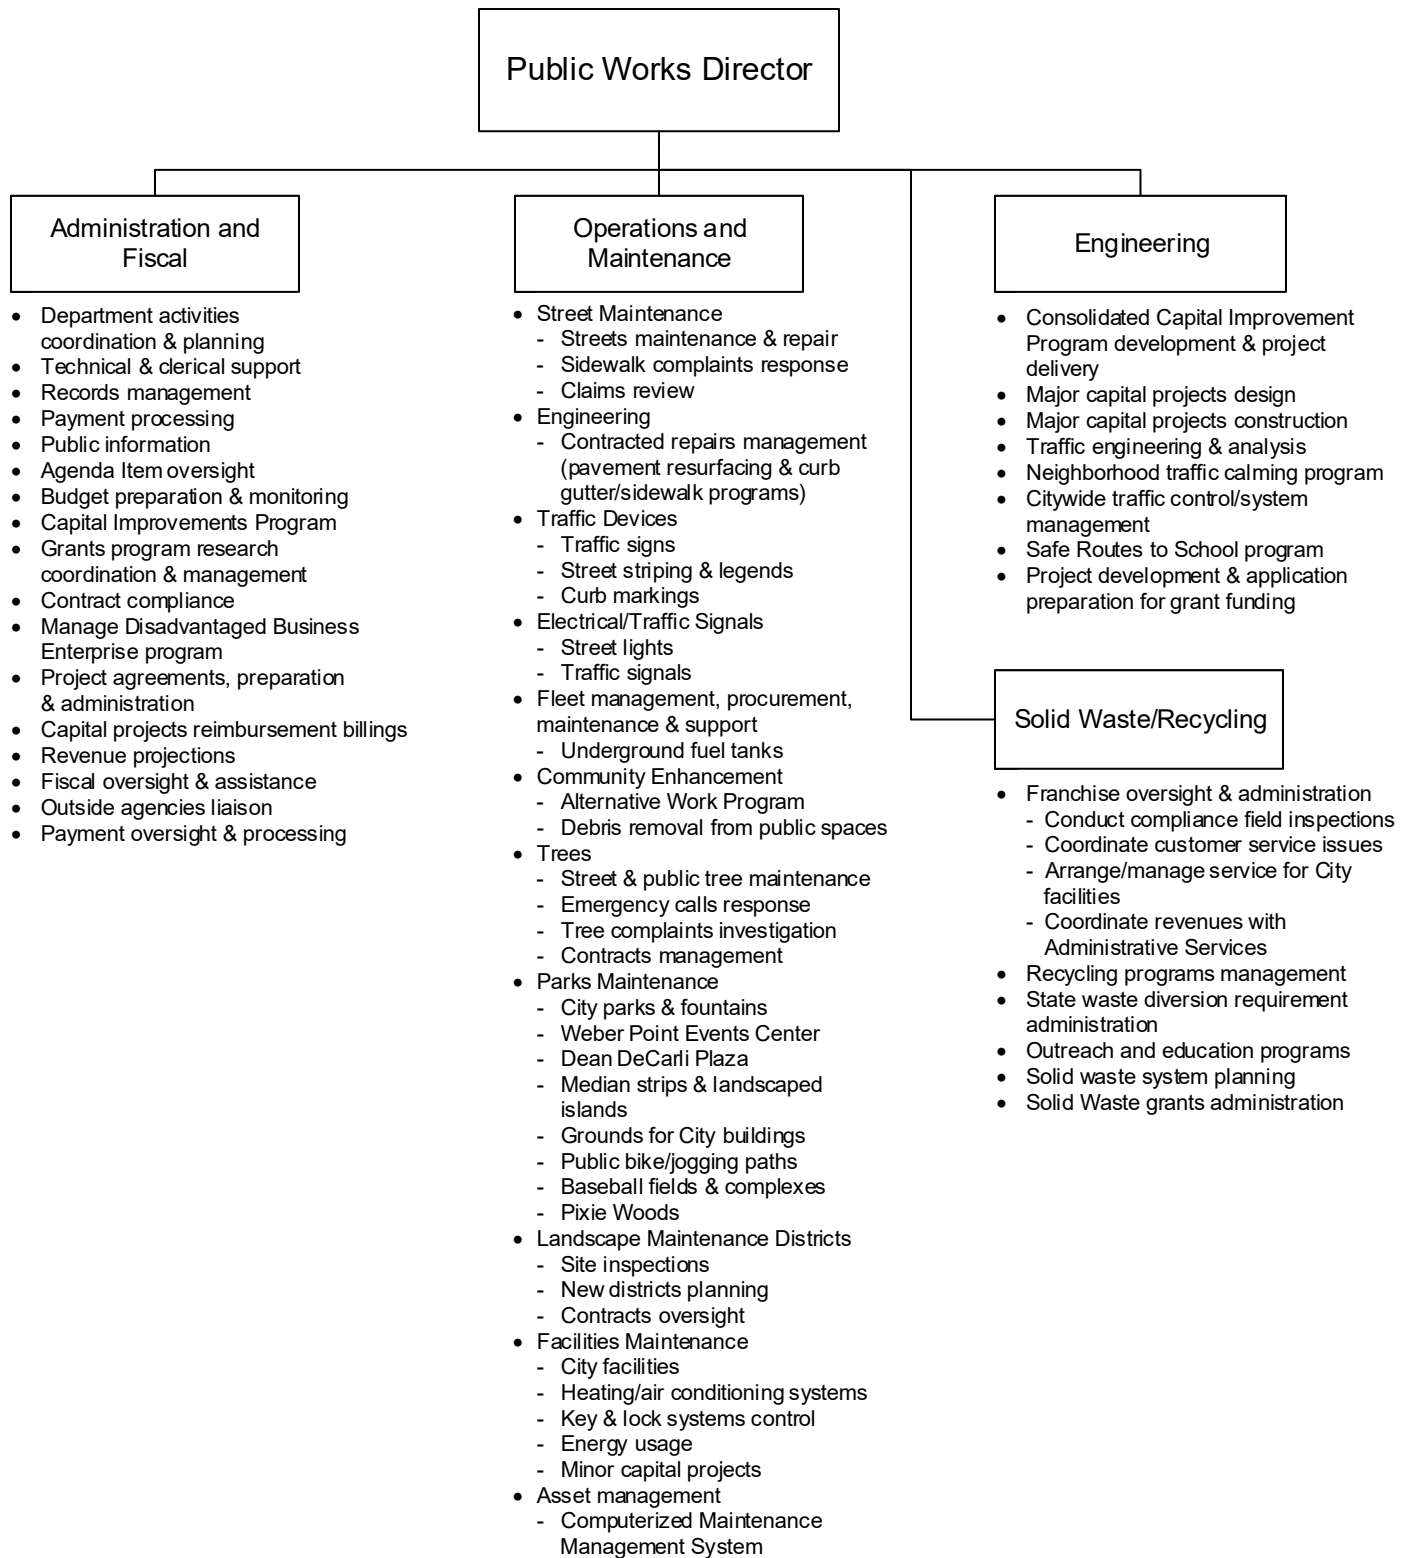 Public Works Director
Administration and
Fiscal
• Department activities
coordination & planning
• Technical & clerical support
• Records management
• Payment processing
• Public information
• Agenda Item oversight
• Budget preparation & monitoring
• Capital Improvements Program
• Grants program research
coordination & management
• Contract compliance
• Manage Disadvantaged Business
Enterprise program
• Project agreements, preparation
& administration
• Capital projects reimbursement billings
• Revenue projections
• Fiscal oversight & assistance
• Outside agencies liaison
• Payment oversight & processing
Operations and
Maintenance
• Street Maintenance
- Streets maintenance & repair
- Sidewalk complaints response
- Claims review
• Engineering
- Contracted repairs management
(pavement resurfacing & curb
gutter/sidewalk programs)
• Traffic Devices
- Traffic signs
- Street striping & legends
- Curb markings
• Electrical/Traffic Signals
- Street lights
- Traffic signals
• Fleet management, procurement,
maintenance & support
- Underground fuel tanks
• Community Enhancement
- Alternative Work Program
- Debris removal from public spaces
• Trees
- Street & public tree maintenance
- Emergency calls response
- Tree complaints investigation
- Contracts management
• Parks Maintenance
- City parks & fountains
- Weber Point Events Center
- Dean DeCarli Plaza
- Median strips & landscaped
islands
- Grounds for City buildings
- Public bike/jogging paths
- Baseball fields & complexes
- Pixie Woods
• Landscape Maintenance Districts
- Site inspections
- New districts planning
- Contracts oversight
• Facilities Maintenance
- City facilities
- Heating/air conditioning systems
- Key & lock systems control
- Energy usage
- Minor capital projects
• Asset management
- Computerized Maintenance
Management System
Engineering
• Consolidated Capital Improvement
Program development & project
delivery
• Major capital projects design
• Major capital projects construction
• Traffic engineering & analysis
• Neighborhood traffic calming program
• Citywide traffic control/system
management
• Safe Routes to School program
• Project development & application
preparation for grant funding
Solid Waste/Recycling
• Franchise oversight & administration
- Conduct compliance field inspections
- Coordinate customer service issues
- Arrange/manage service for City
facilities
- Coordinate revenues with
Administrative Services
• Recycling programs management
• State waste diversion requirement
administration
• Outreach and education programs
• Solid waste system planning
• Solid Waste grants administration